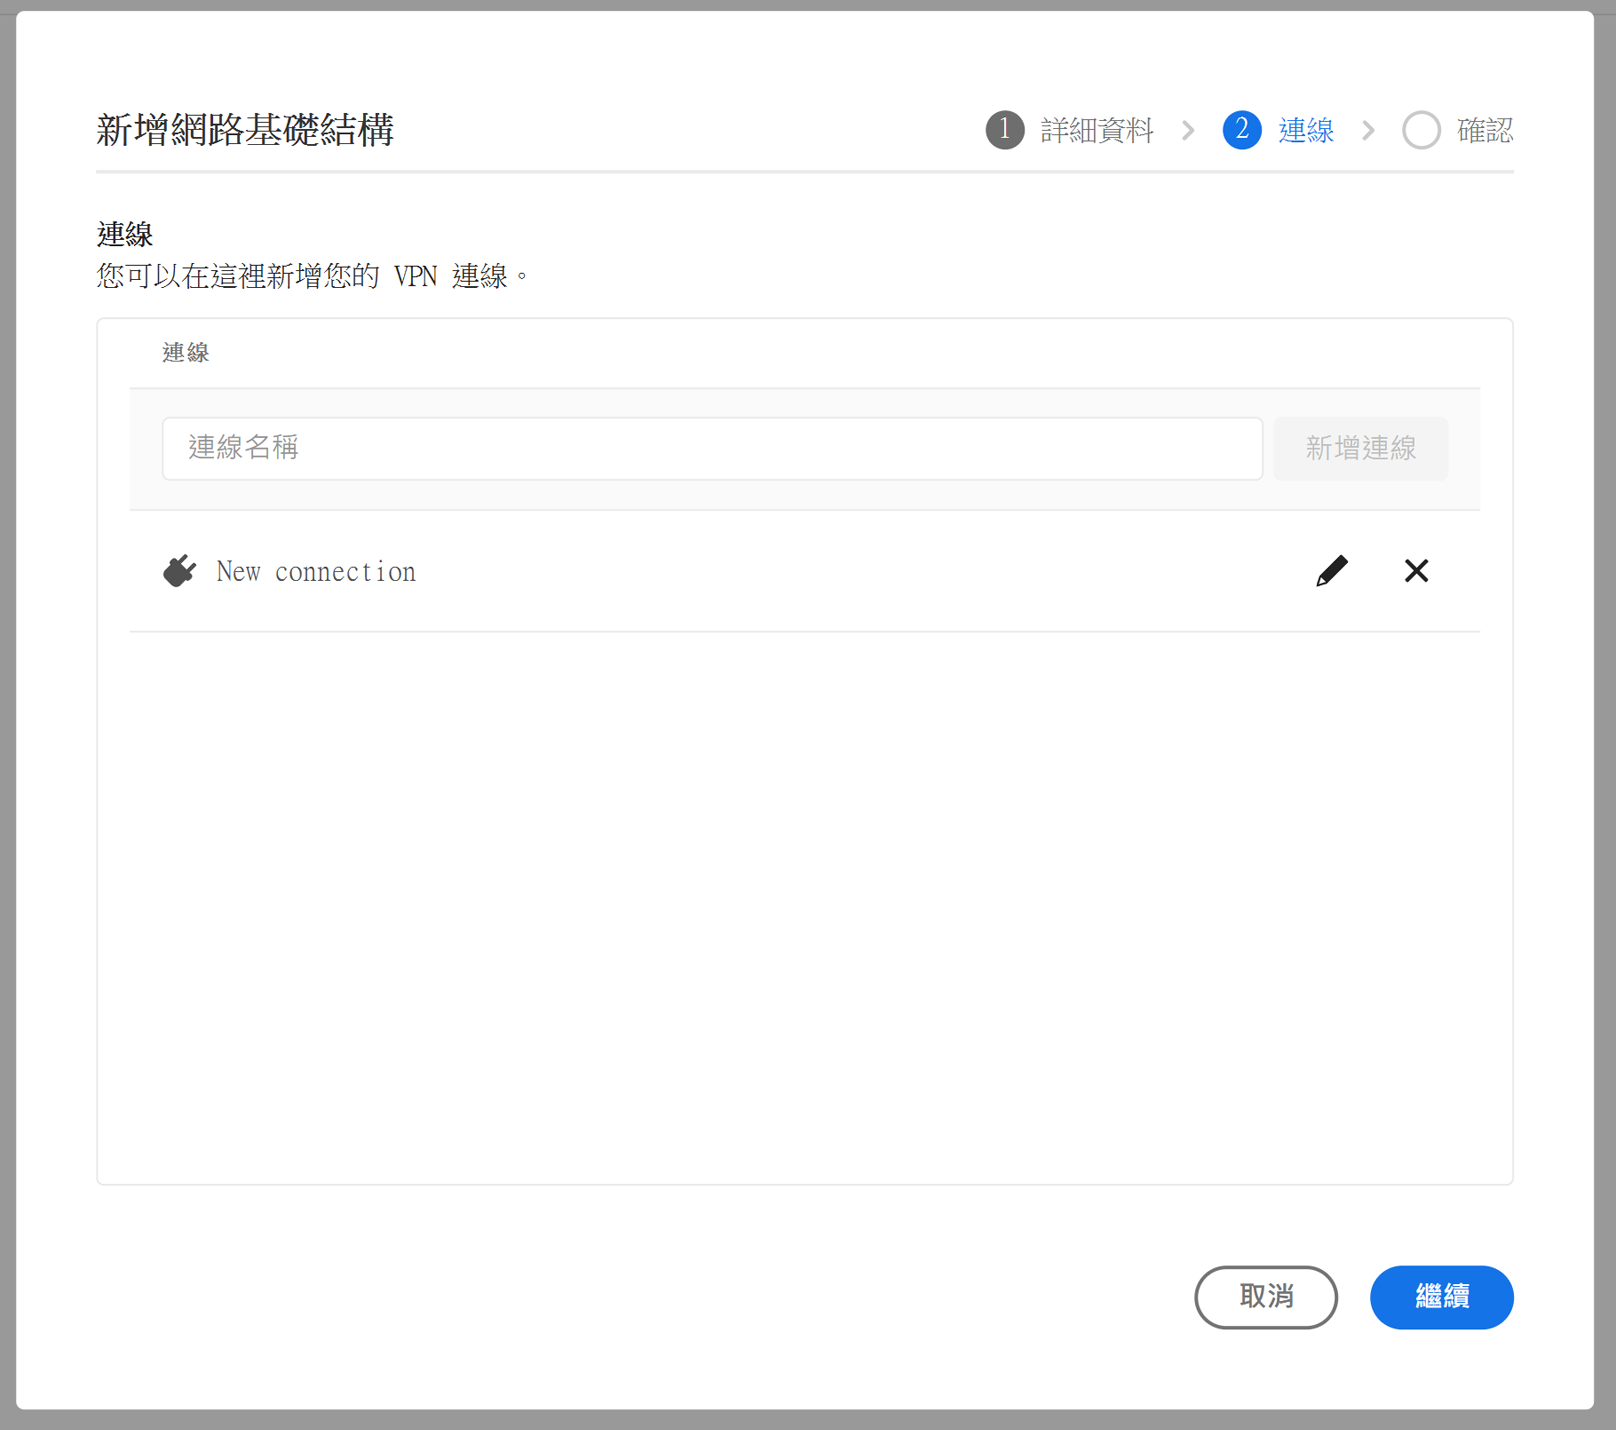 新增網路基礎結構
1 詳細資料 2 連線 確認
連線
您可以在這裡新增您的 VPN 連線。
連線
連線名稱 新增連線
New connection
取消 繼續